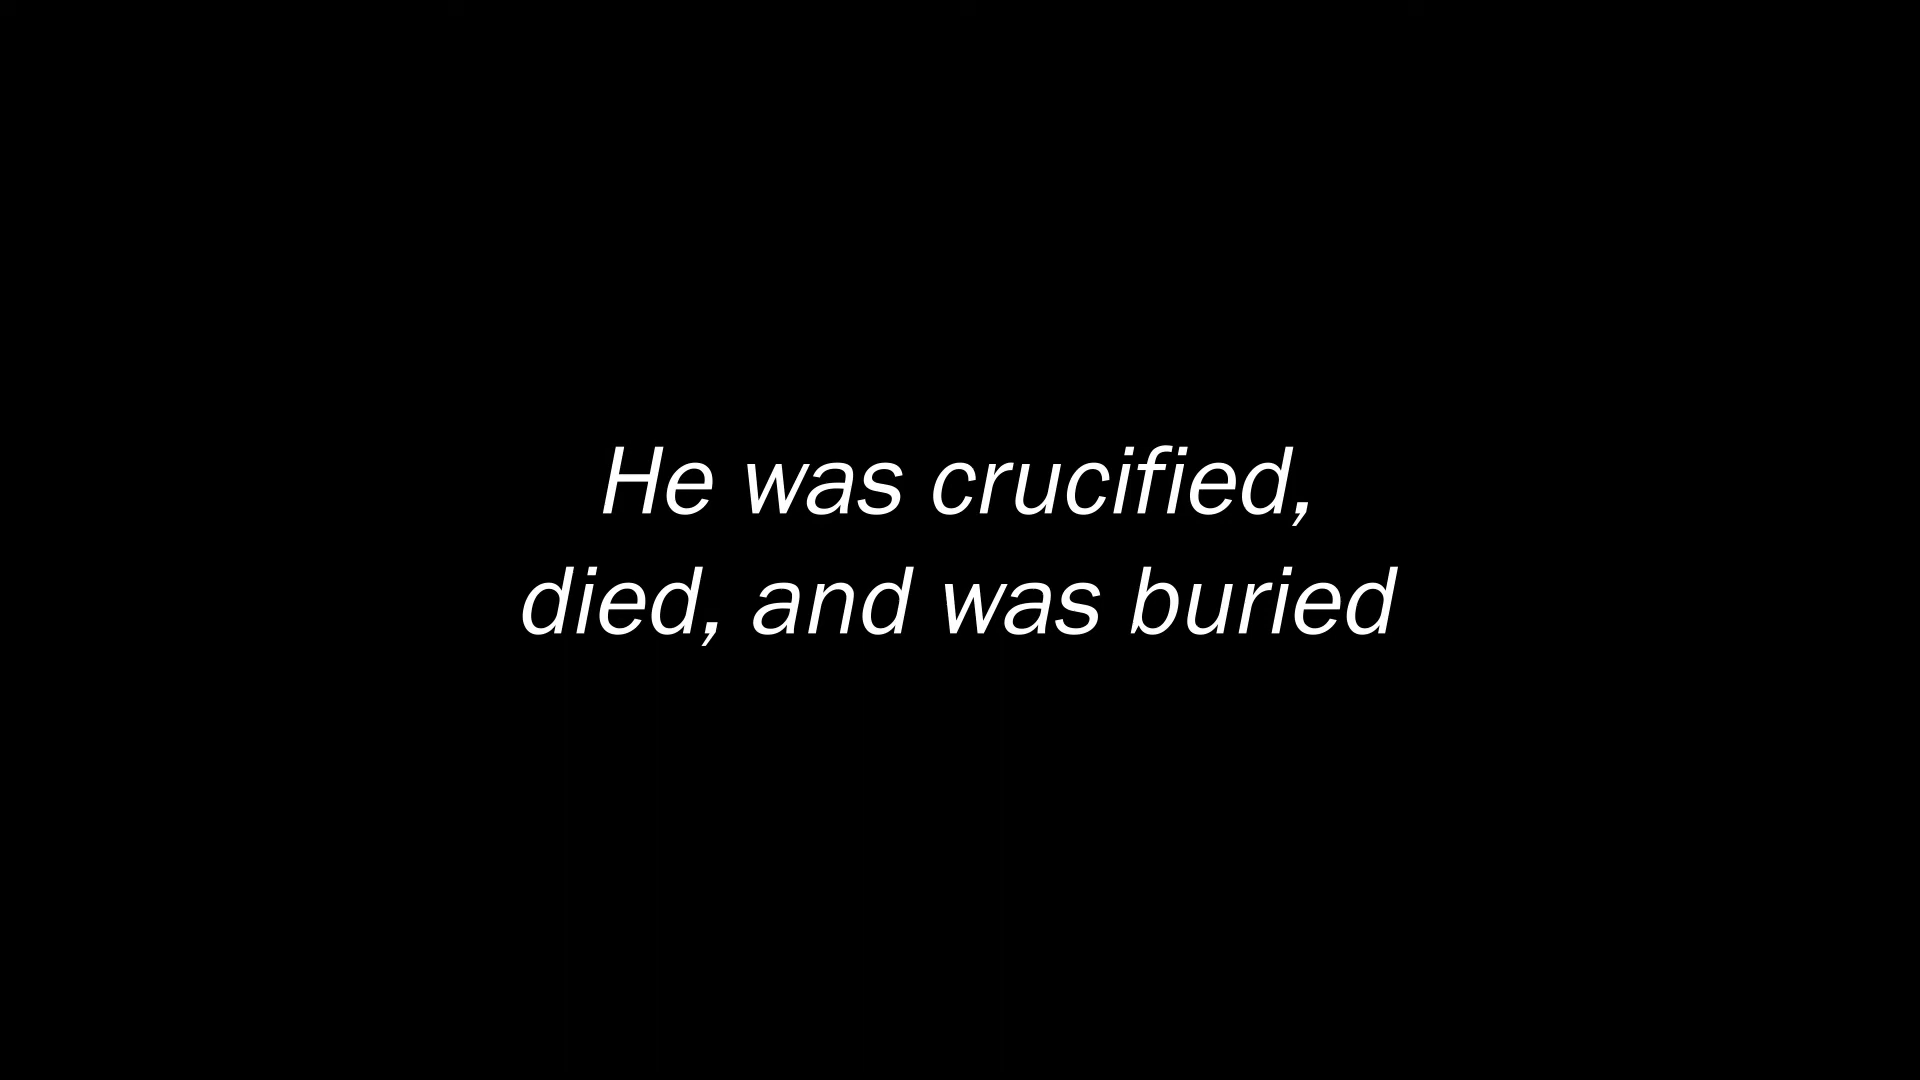 He was crucified,
died, and was buried